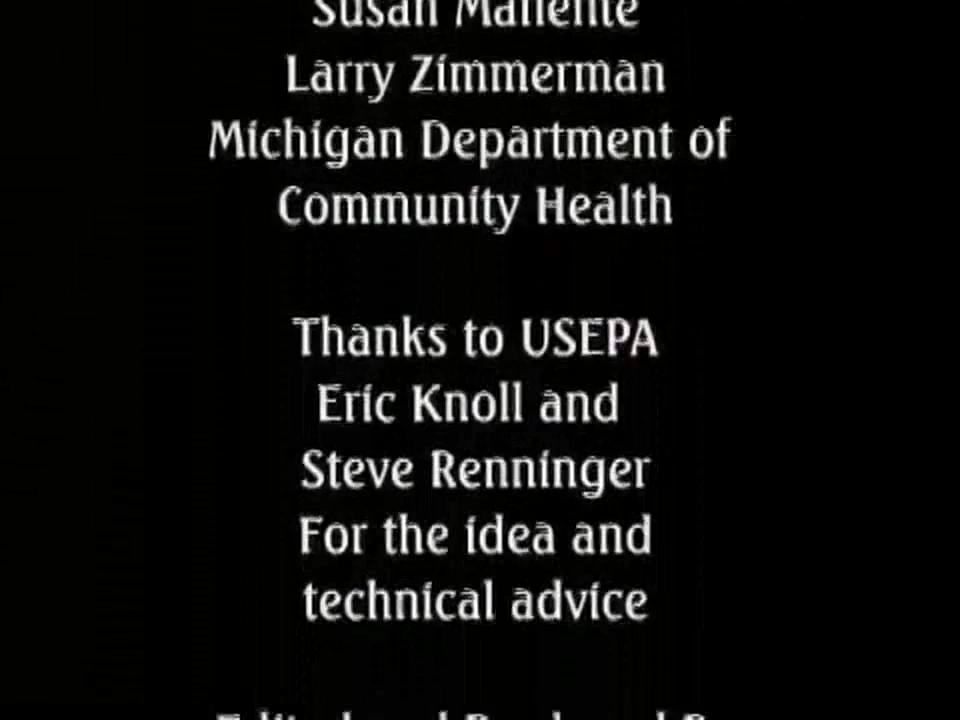 Susan
Larry Zimmerman
Michigan Department of
Community Health
Thanks to USEPA
Eric Knoll and
Steve Renninger
For the idea and
technical advice